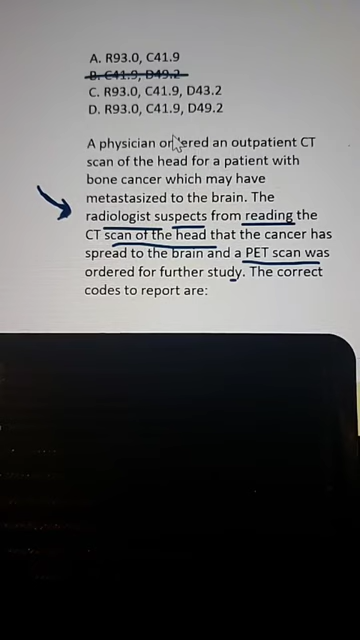 A. R93.0, C41.9
B. C41.9, D49.2
C. R93.0, C41.9, D43.2
D. R93.0, C41.9, D49.2
A physician ordered an outpatient CT
scan of the head for a patient with
bone cancer which may have
metastasized to the brain. The
radiologist suspects from reading the
CT scan of the head that the cancer has
spread to the brain and a PET scan was
ordered for further study. The correct
codes to report are: